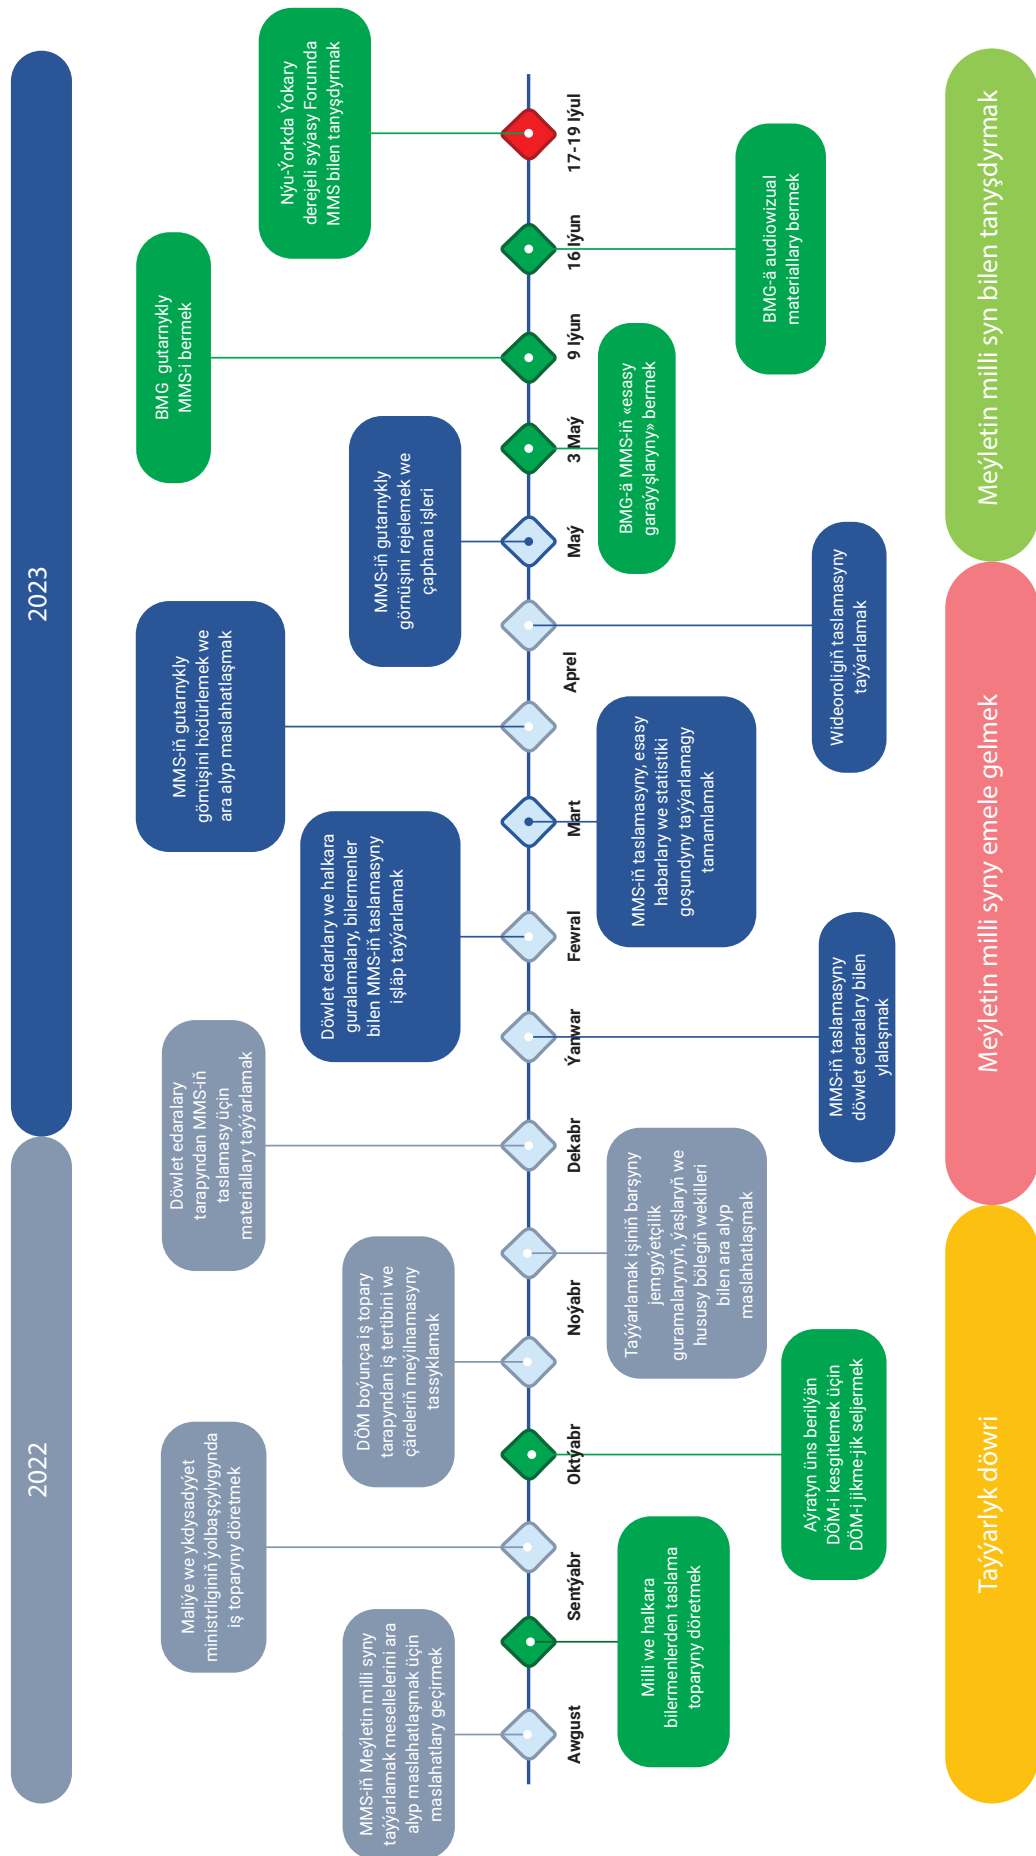 2022
2023
MMS-iň Meýletin milli syny
taýýarlamak meselelerini ara
alyp maslahatlaşmak üçin
maslahatlary geçirmek
Maliýe we ykdysadyýet
ministrliginiň ýolbaşçylygynda
iş toparyny döretmek
DÖM boýunça iş topary
tarapyndan iş tertibini we
çäreleriň meýilnamasyny
tassyklamak
Döwlet edaralary
tarapyndan MMS-iň
taslamasy üçin
materiallary taýýarlamak
Döwlet edarlary we halkara
guralamalary, bilermenler
bilen MMS-iň taslamasyny
işläp taýýarlamak
MMS-iň gutarnykly
görnüşini hödürlemek we
ara alyp maslahatlaşmak
MMS-iň gutarnykly
görnüşini rejelemek we
çaphana işleri
BMG gutarnykly
MMS-i bermek
Nýu-Ýorkda Ýokary
derejeli syýasy Forumda
MMS bilen tanyşdyrmak
Awgust
Sentýabr
Oktýabr
Noýabr
Dekabr
Ýanwar
Fewral
Mart
Aprel
Maý
3 Maý
9 Iýun
16 Iýun
17-19 Iýul
Milli we halkara
bilermenlerden taslama
toparyny döretmek
Aýratyn üns berilýän
DÖM-i kesgitlemek üçin
DÖM-i jikme-jik seljermek
Taýýarlamak işiniň barşyny
jemgyýetçilik
guramalarynyň, ýaşlaryň we
hususy bölegiň wekilleri
bilen ara alyp
maslahatlaşmak
MMS-iň taslamasyny
döwlet edaralary bilen
ylalaşmak
MMS-iň taslamasyny, esasy
habarlary we statistiki
goşundyny taýýarlamagy
tamamlamak
Wideoroligiň taslamasyny
taýýarlamak
BMG-ä MMS-iň «esasy
garaýyşlaryny» bermek
BMG-ä audiowizual
materiallary bermek
Taýýarlyk döwri
Meýletin milli syny emele gelmek
Meýletin milli syn bilen tanyşdyrmak